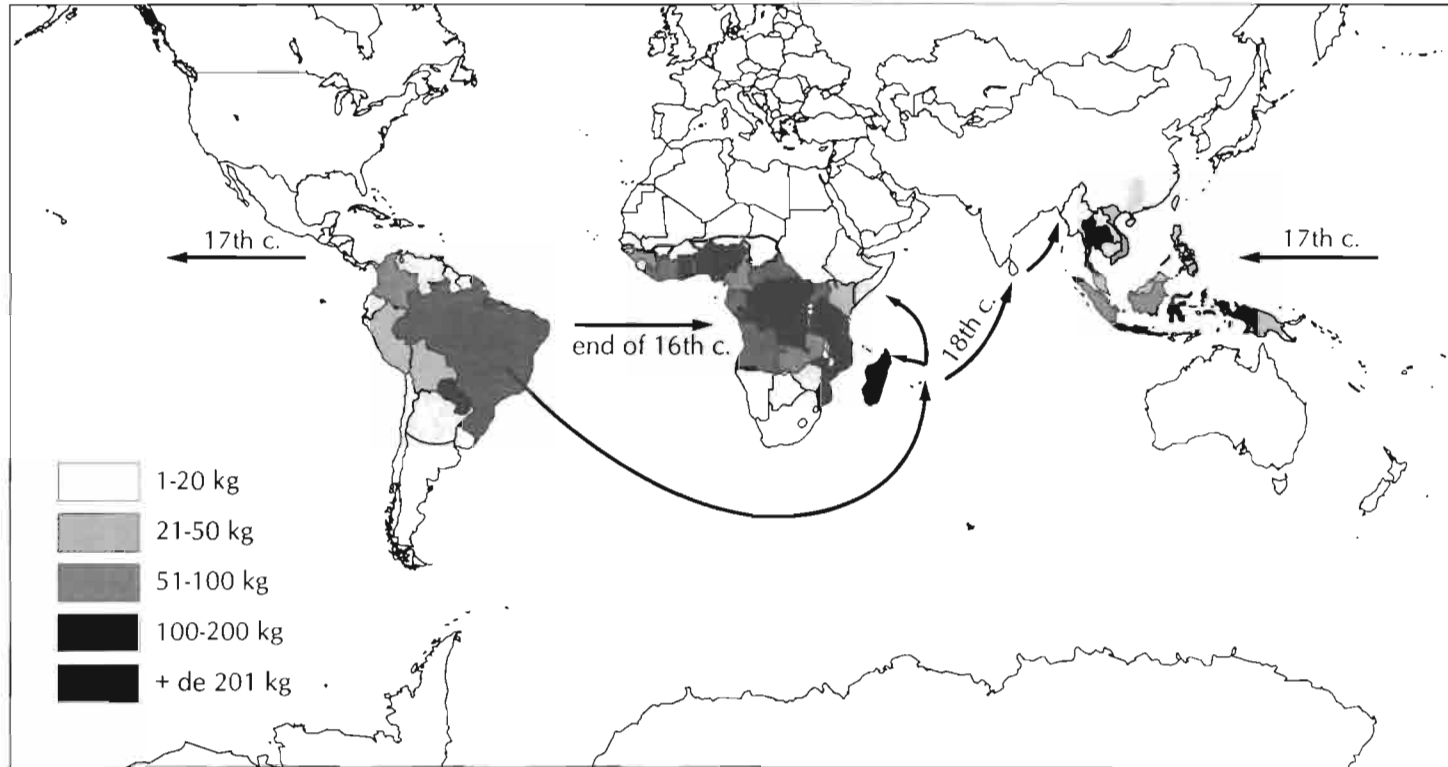 17th c.
17th c.
end of 16th c.
18th c.
1-20 kg
21-50 kg
51-100 kg
100-200 kg
+ de 201 kg